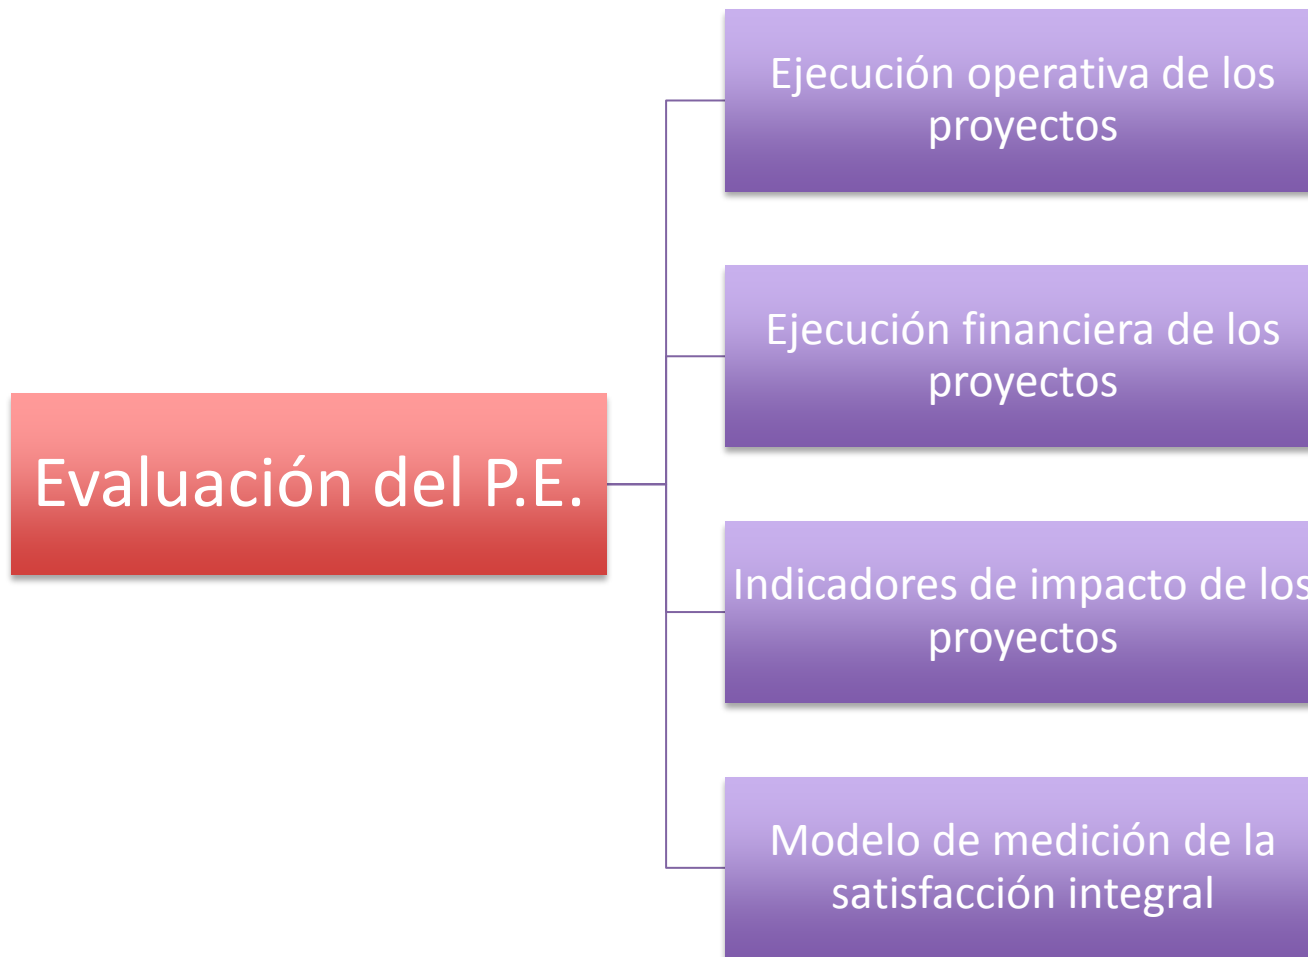 Ejecución operativa de los
proyectos
Ejecución financiera de los
proyectos
Evaluación del P.E.
Indicadores de impacto de los
proyectos
Modelo de medición de la
satisfacción integral